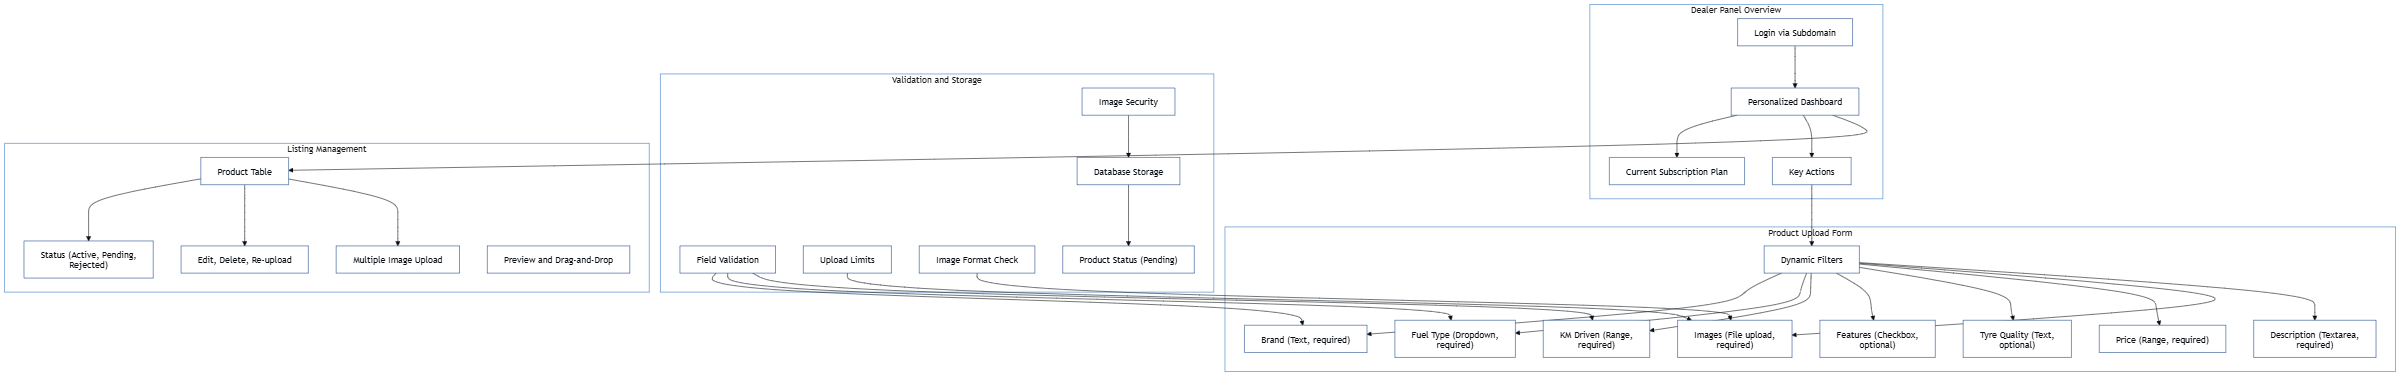 Dealer Panel Overview
Login via Subdomain
Personalized Dashboard
Current Subscription Plan
Key Actions
Validation and Storage
Image Security
Database Storage
Field Validation
Upload Limits
Image Format Check
Product Status (Pending)
Listing Management
Product Table
Status (Active, Pending,
Rejected)
Edit, Delete, Re-upload
Multiple Image Upload
Preview and Drag-and-Drop
Product Upload Form
Dynamic Filters
Brand (Text, required)
Fuel Type (Dropdown,
required)
KM Driven (Range,
required)
Images (File upload,
required)
Features (Checkbox,
optional)
Tyre Quality (Text,
optional)
Price (Range, required)
Description (Textarea,
required)